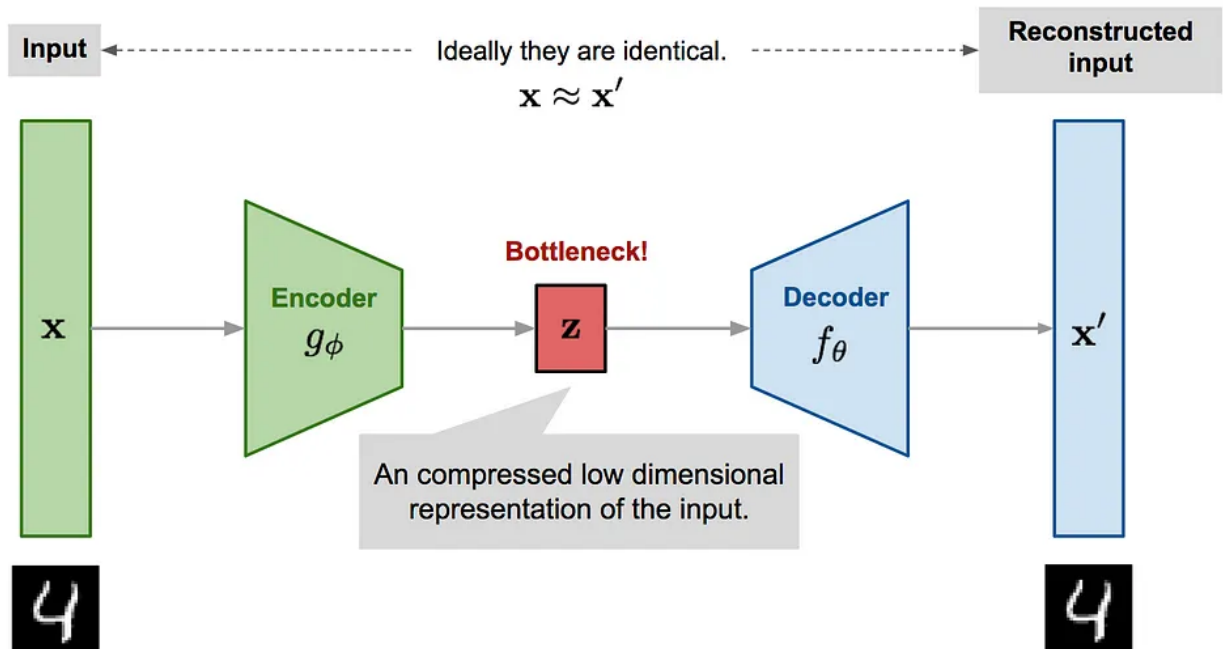 Input
Ideally they are identical.
x ≈ x′
Reconstructed
input
x
Encoder
gϕ
Bottleneck!
z
Decoder
fθ
x′
An compressed low dimensional
representation of the input.
4
4